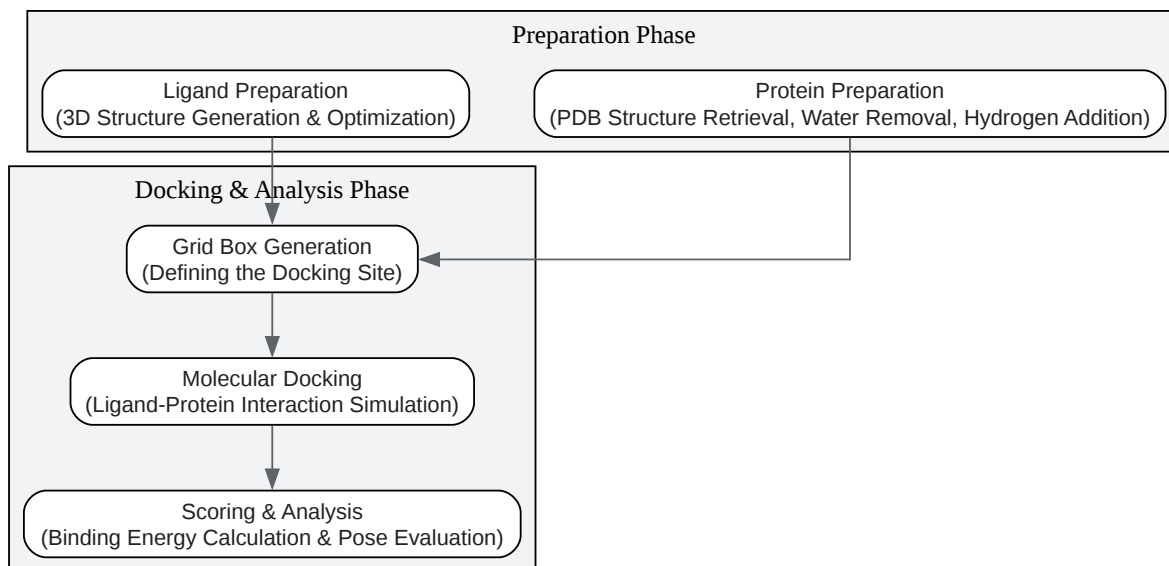 Preparation Phase
Ligand Preparation
(3D Structure Generation & Optimization)
Protein Preparation
(PDB Structure Retrieval, Water Removal, Hydrogen Addition)
Docking & Analysis Phase
Grid Box Generation
(Defining the Docking Site)
Molecular Docking
(Ligand-Protein Interaction Simulation)
Scoring & Analysis
(Binding Energy Calculation & Pose Evaluation)